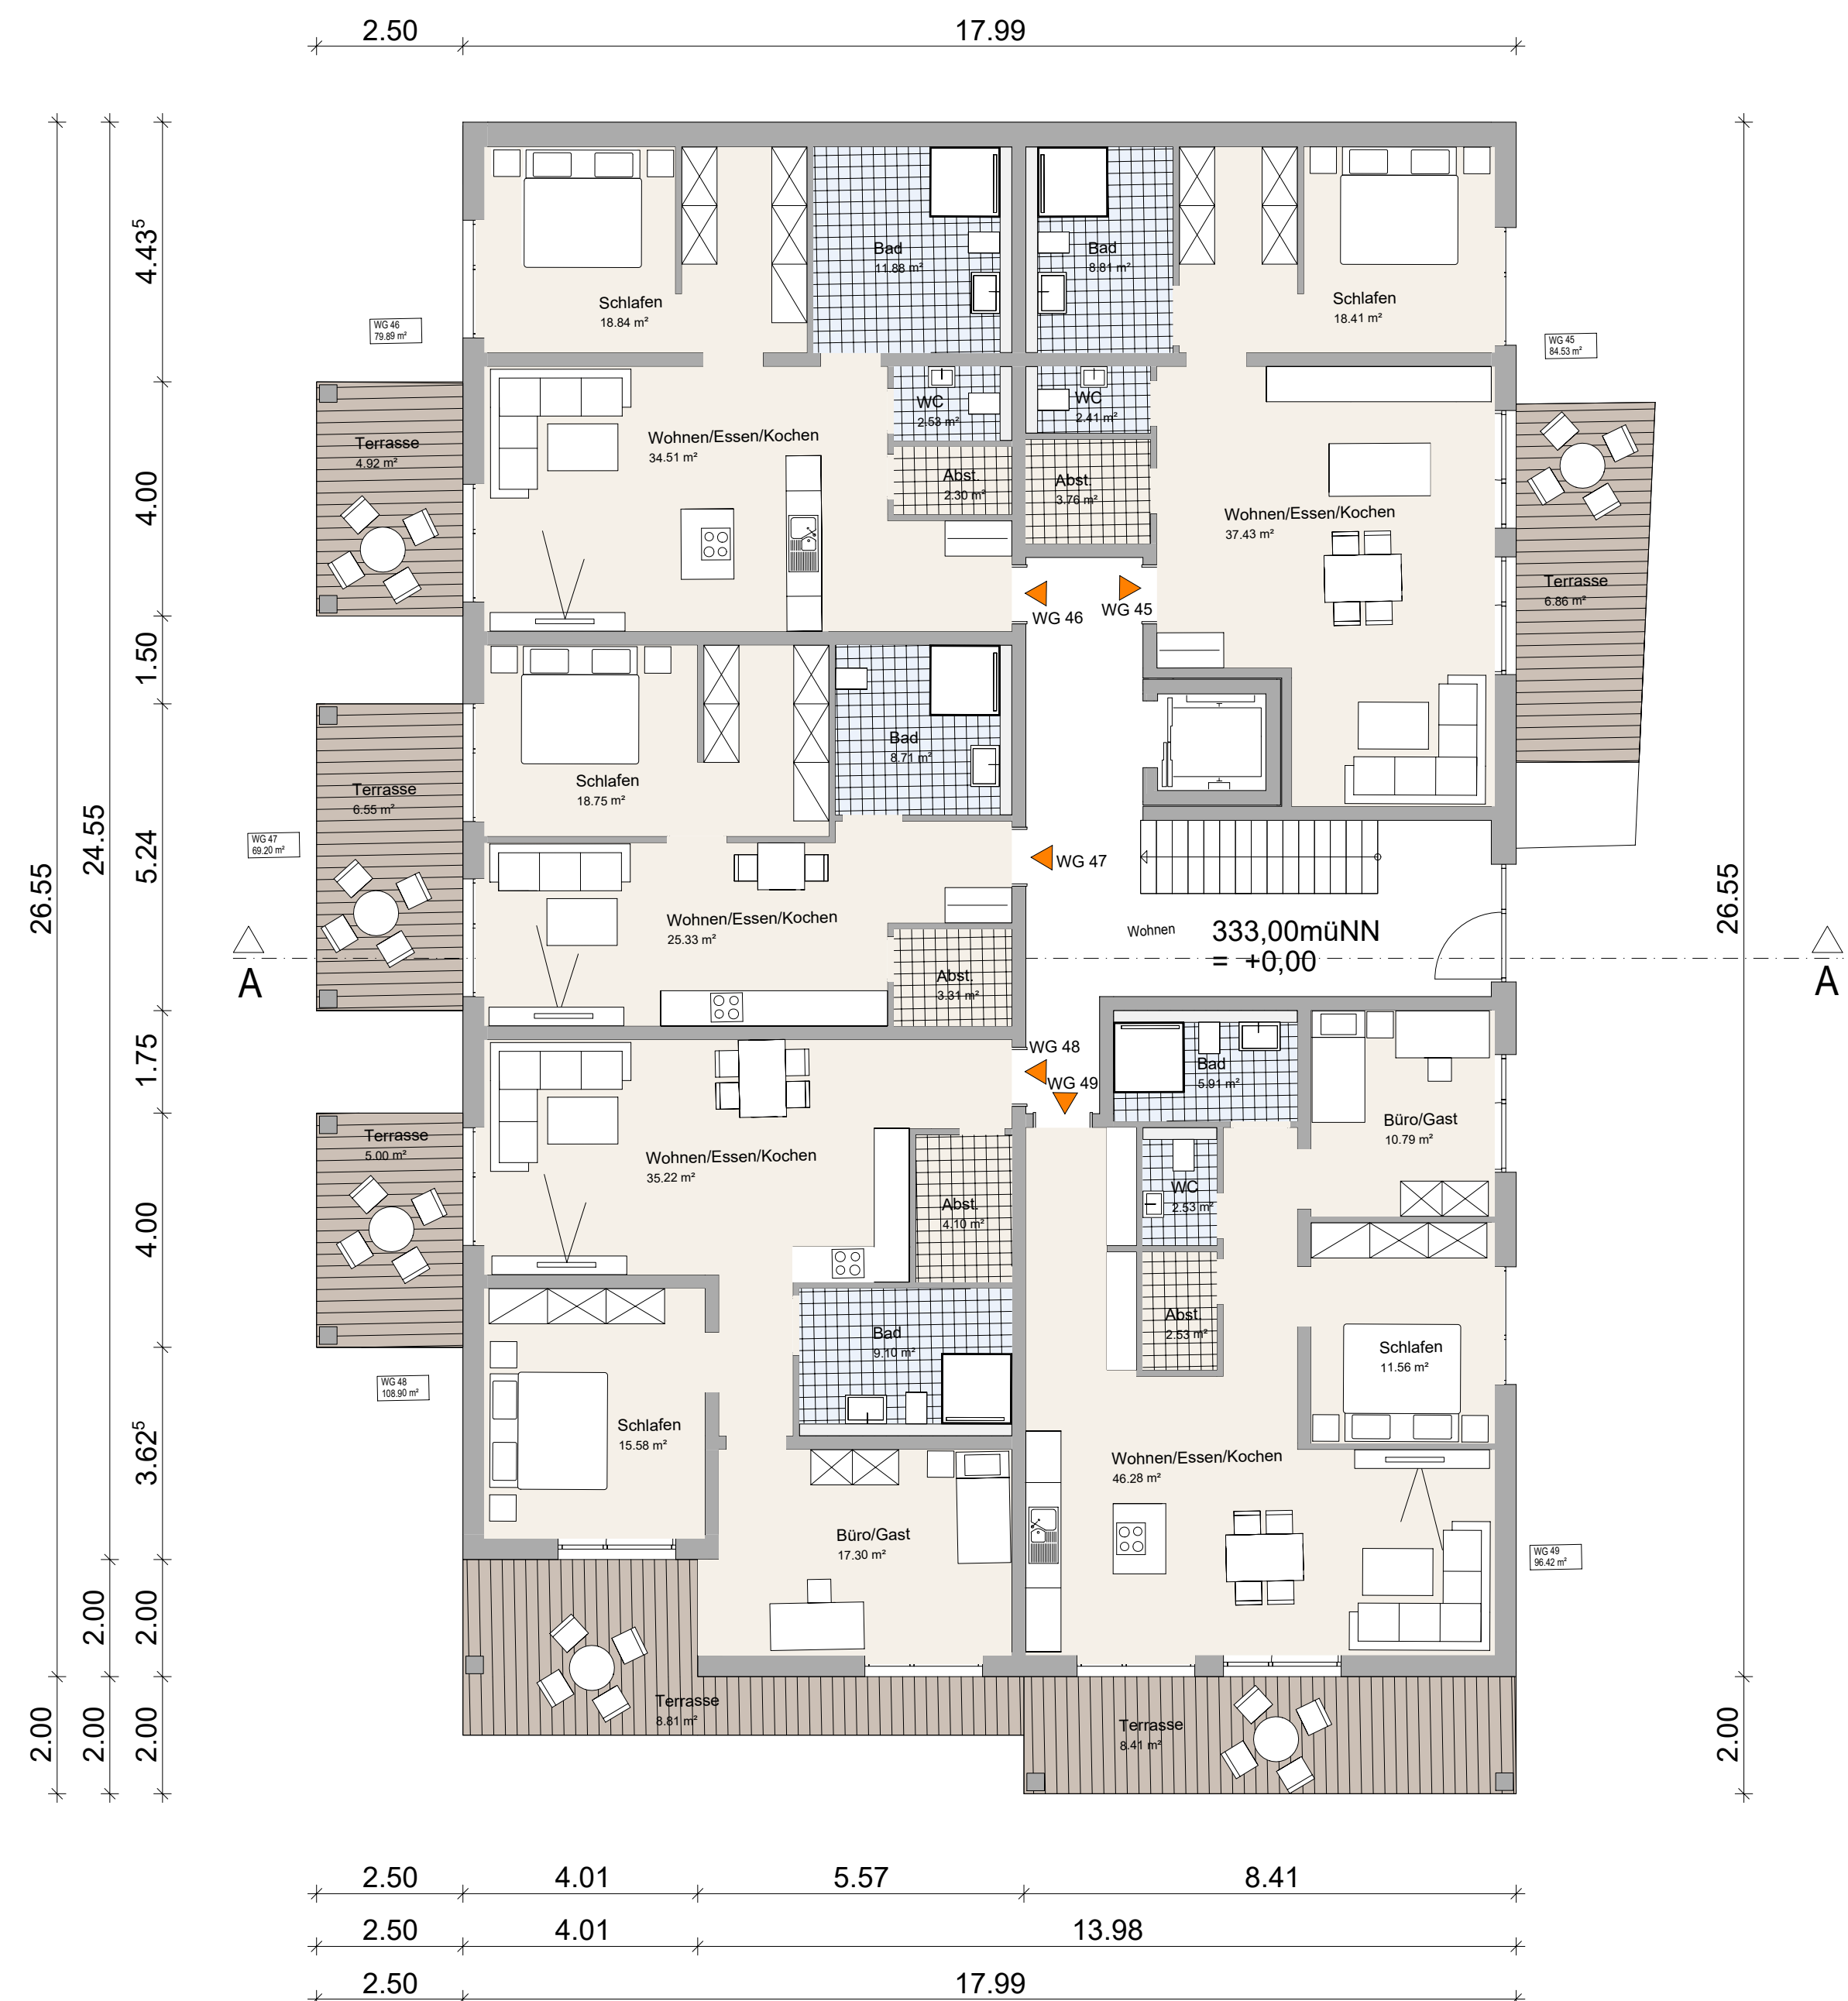 2.50
17.99
4.43⁵
4.00
1.50
5.24
1.75
4.00
3.62⁵
2.00
2.00
24.55
2.00
2.00
26.55
2.00
26.55
2.00
WG 46
79.89 m²
WG 45
84.53 m²
WG 47
69.20 m²
WG 48
108.90 m²
WG 49
96.42 m²
Schlafen
18.84 m²
Bad
11.88 m²
Bad
8.81 m²
Schlafen
18.41 m²
Terrasse
4.92 m²
Wohnen/Essen/Kochen
34.51 m²
WC
2.53 m²
WC
2.41 m²
Abst.
2.30 m²
Abst.
3.76 m²
Wohnen/Essen/Kochen
37.43 m²
Terrasse
6.86 m²
WG 46
WG 45
Terrasse
6.55 m²
Schlafen
18.75 m²
Bad
8.71 m²
WG 47
Wohnen/Essen/Kochen
25.33 m²
Abst.
3.31 m²
Wohnen
333,00müNN
= +0,00
A
A
WG 48
WG 49
Terrasse
5.00 m²
Wohnen/Essen/Kochen
35.22 m²
Abst.
4.10 m²
Bad
5.91 m²
Büro/Gast
10.79 m²
WC
2.53 m²
Abst.
2.53 m²
Schlafen
11.56 m²
Bad
9.10 m²
Schlafen
15.58 m²
Wohnen/Essen/Kochen
46.28 m²
Büro/Gast
17.30 m²
Terrasse
8.81 m²
Terrasse
8.41 m²
2.50
4.01
5.57
8.41
2.50
4.01
13.98
2.50
17.99